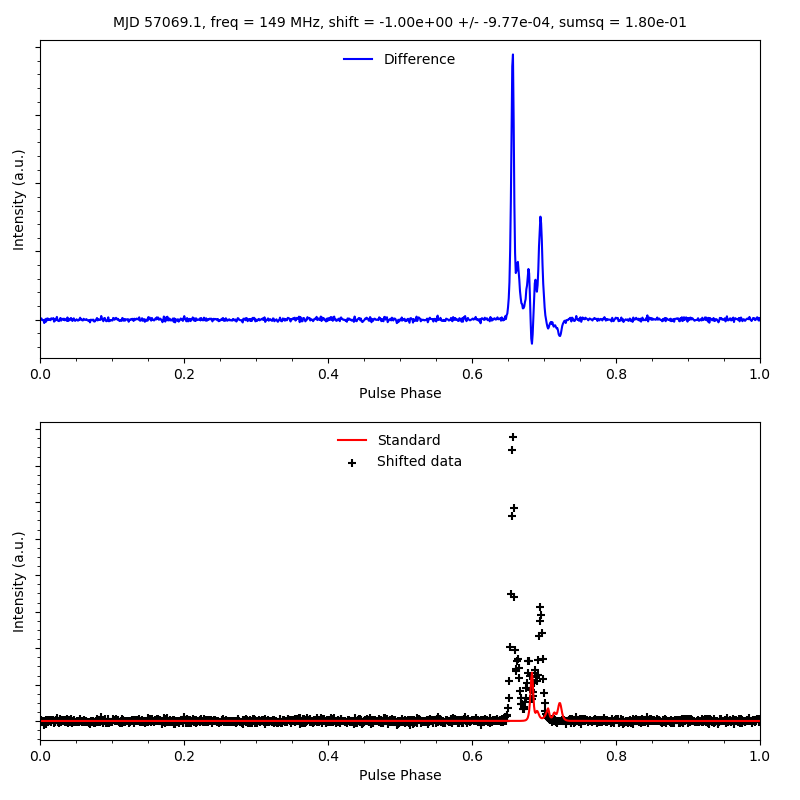 MJD 57069.1, freq = 149 MHz, shift = -1.00e+00 +/- -9.77e-04, sumsq = 1.80e-01
Difference
Intensity (a.u.)
0.0 0.2 0.4 0.6 0.8 1.0
Pulse Phase
Standard
Shifted data
Intensity (a.u.)
0.0 0.2 0.4 0.6 0.8 1.0
Pulse Phase